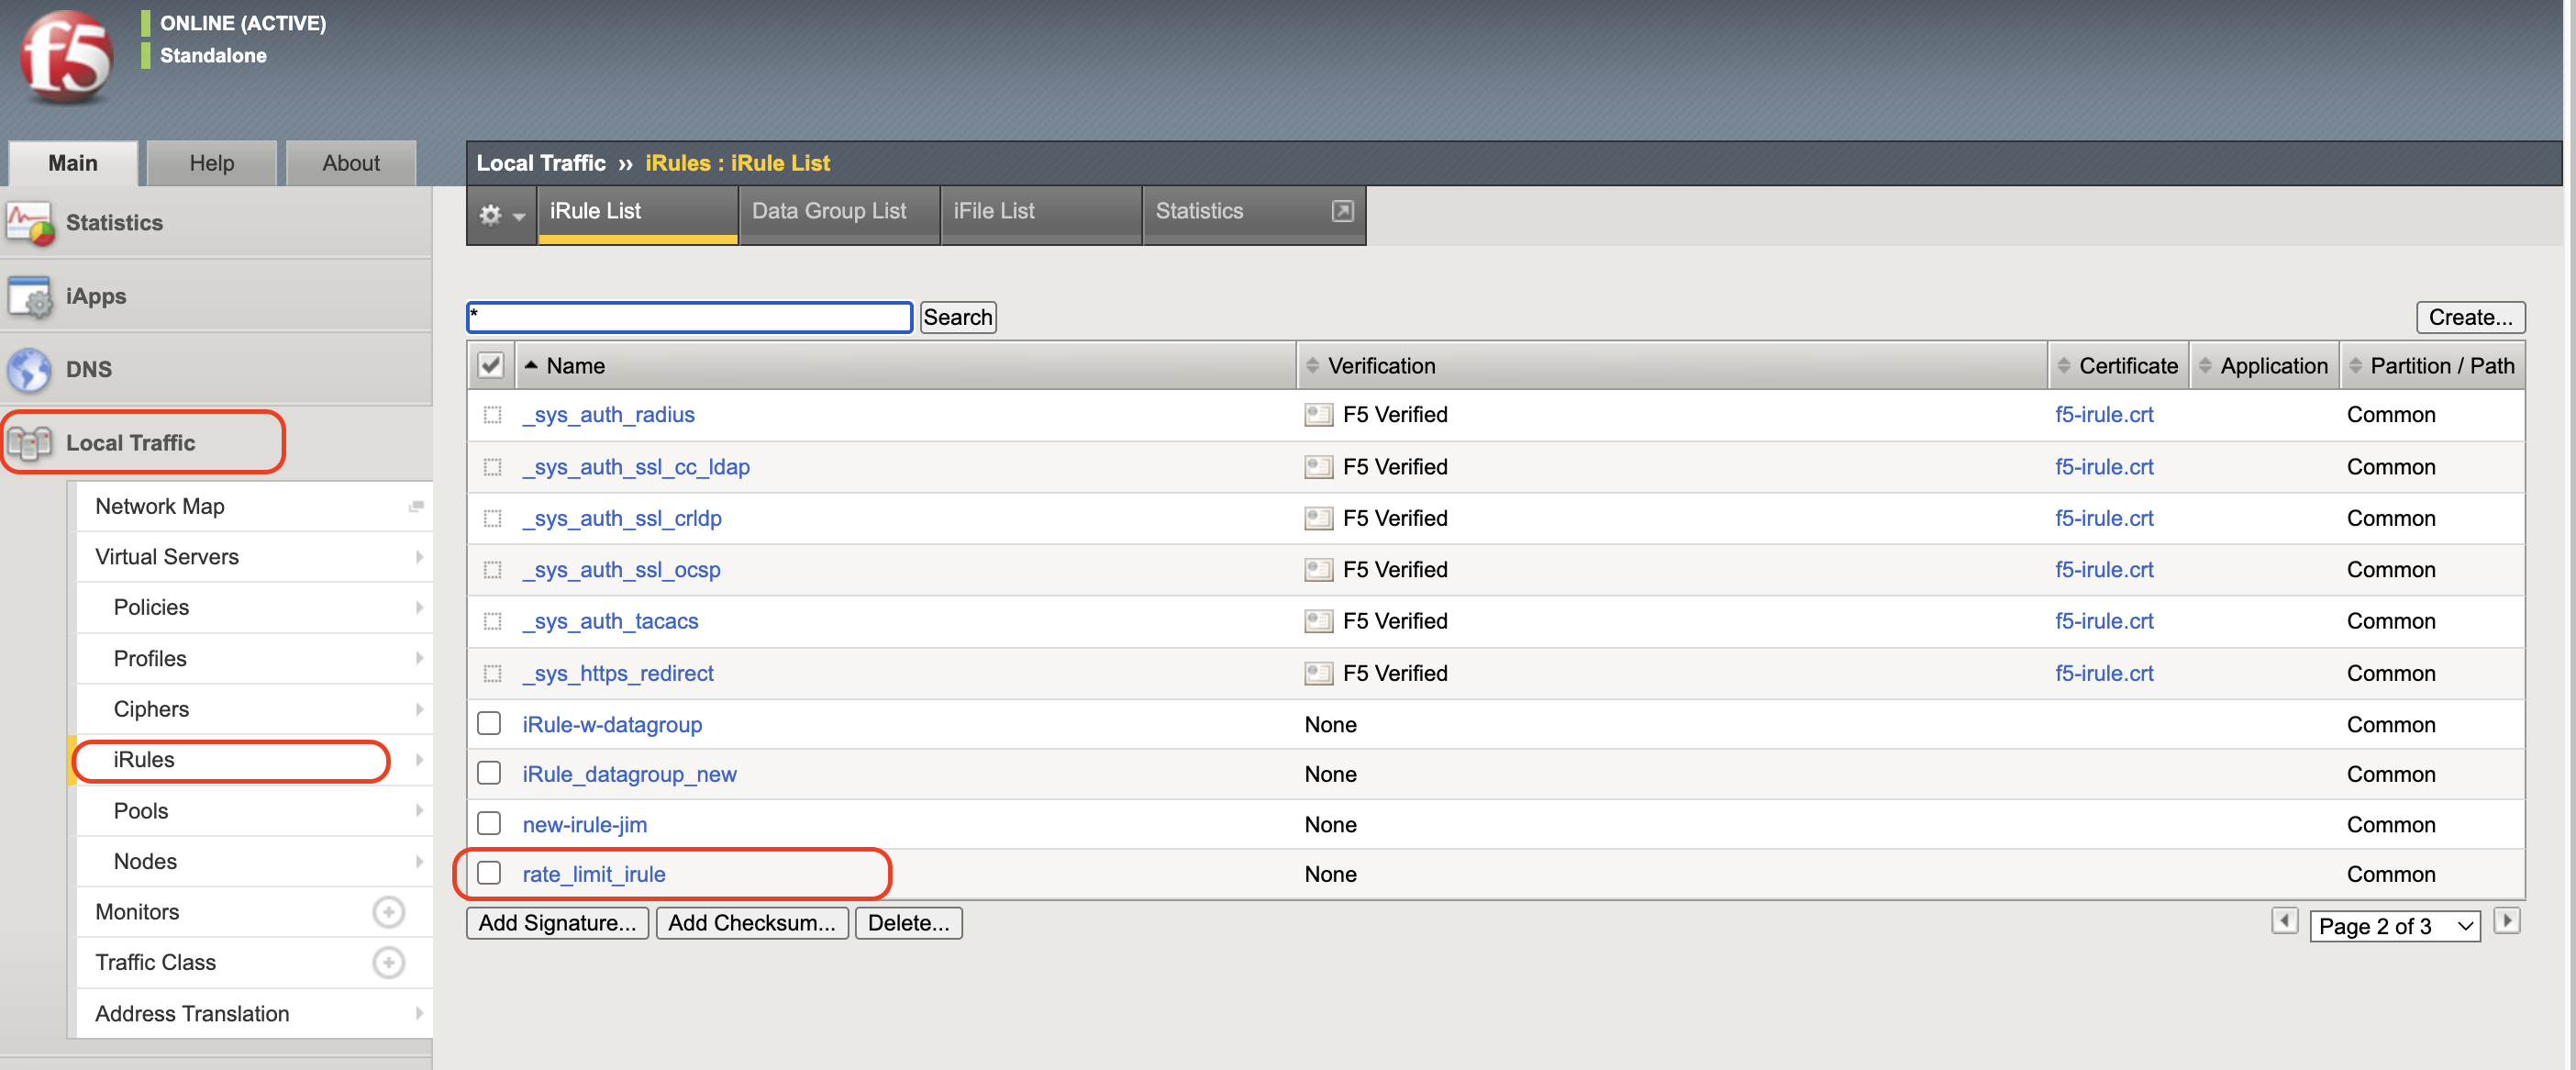 f5
ONLINE (ACTIVE)
Standalone
Main
Help
About
Statistics
iApps
DNS
Local Traffic
Network Map
Virtual Servers
Policies
Profiles
Ciphers
iRules
Pools
Nodes
Monitors
Traffic Class
Address Translation
Local Traffic ›› iRules : iRule List
iRule List
Data Group List
iFile List
Statistics
*
Search
Create...
Name Verification Certificate Application Partition / Path
_sys_auth_radius F5 Verified f5-irule.crt Common
_sys_auth_ssl_cc_ldap F5 Verified f5-irule.crt Common
_sys_auth_ssl_crldp F5 Verified f5-irule.crt Common
_sys_auth_ssl_ocsp F5 Verified f5-irule.crt Common
_sys_auth_tacacs F5 Verified f5-irule.crt Common
_sys_https_redirect F5 Verified f5-irule.crt Common
iRule-w-datagroup None Common
iRule_datagroup_new None Common
new-irule-jim None Common
rate_limit_irule None Common
Add Signature... Add Checksum... Delete...
Page 2 of 3